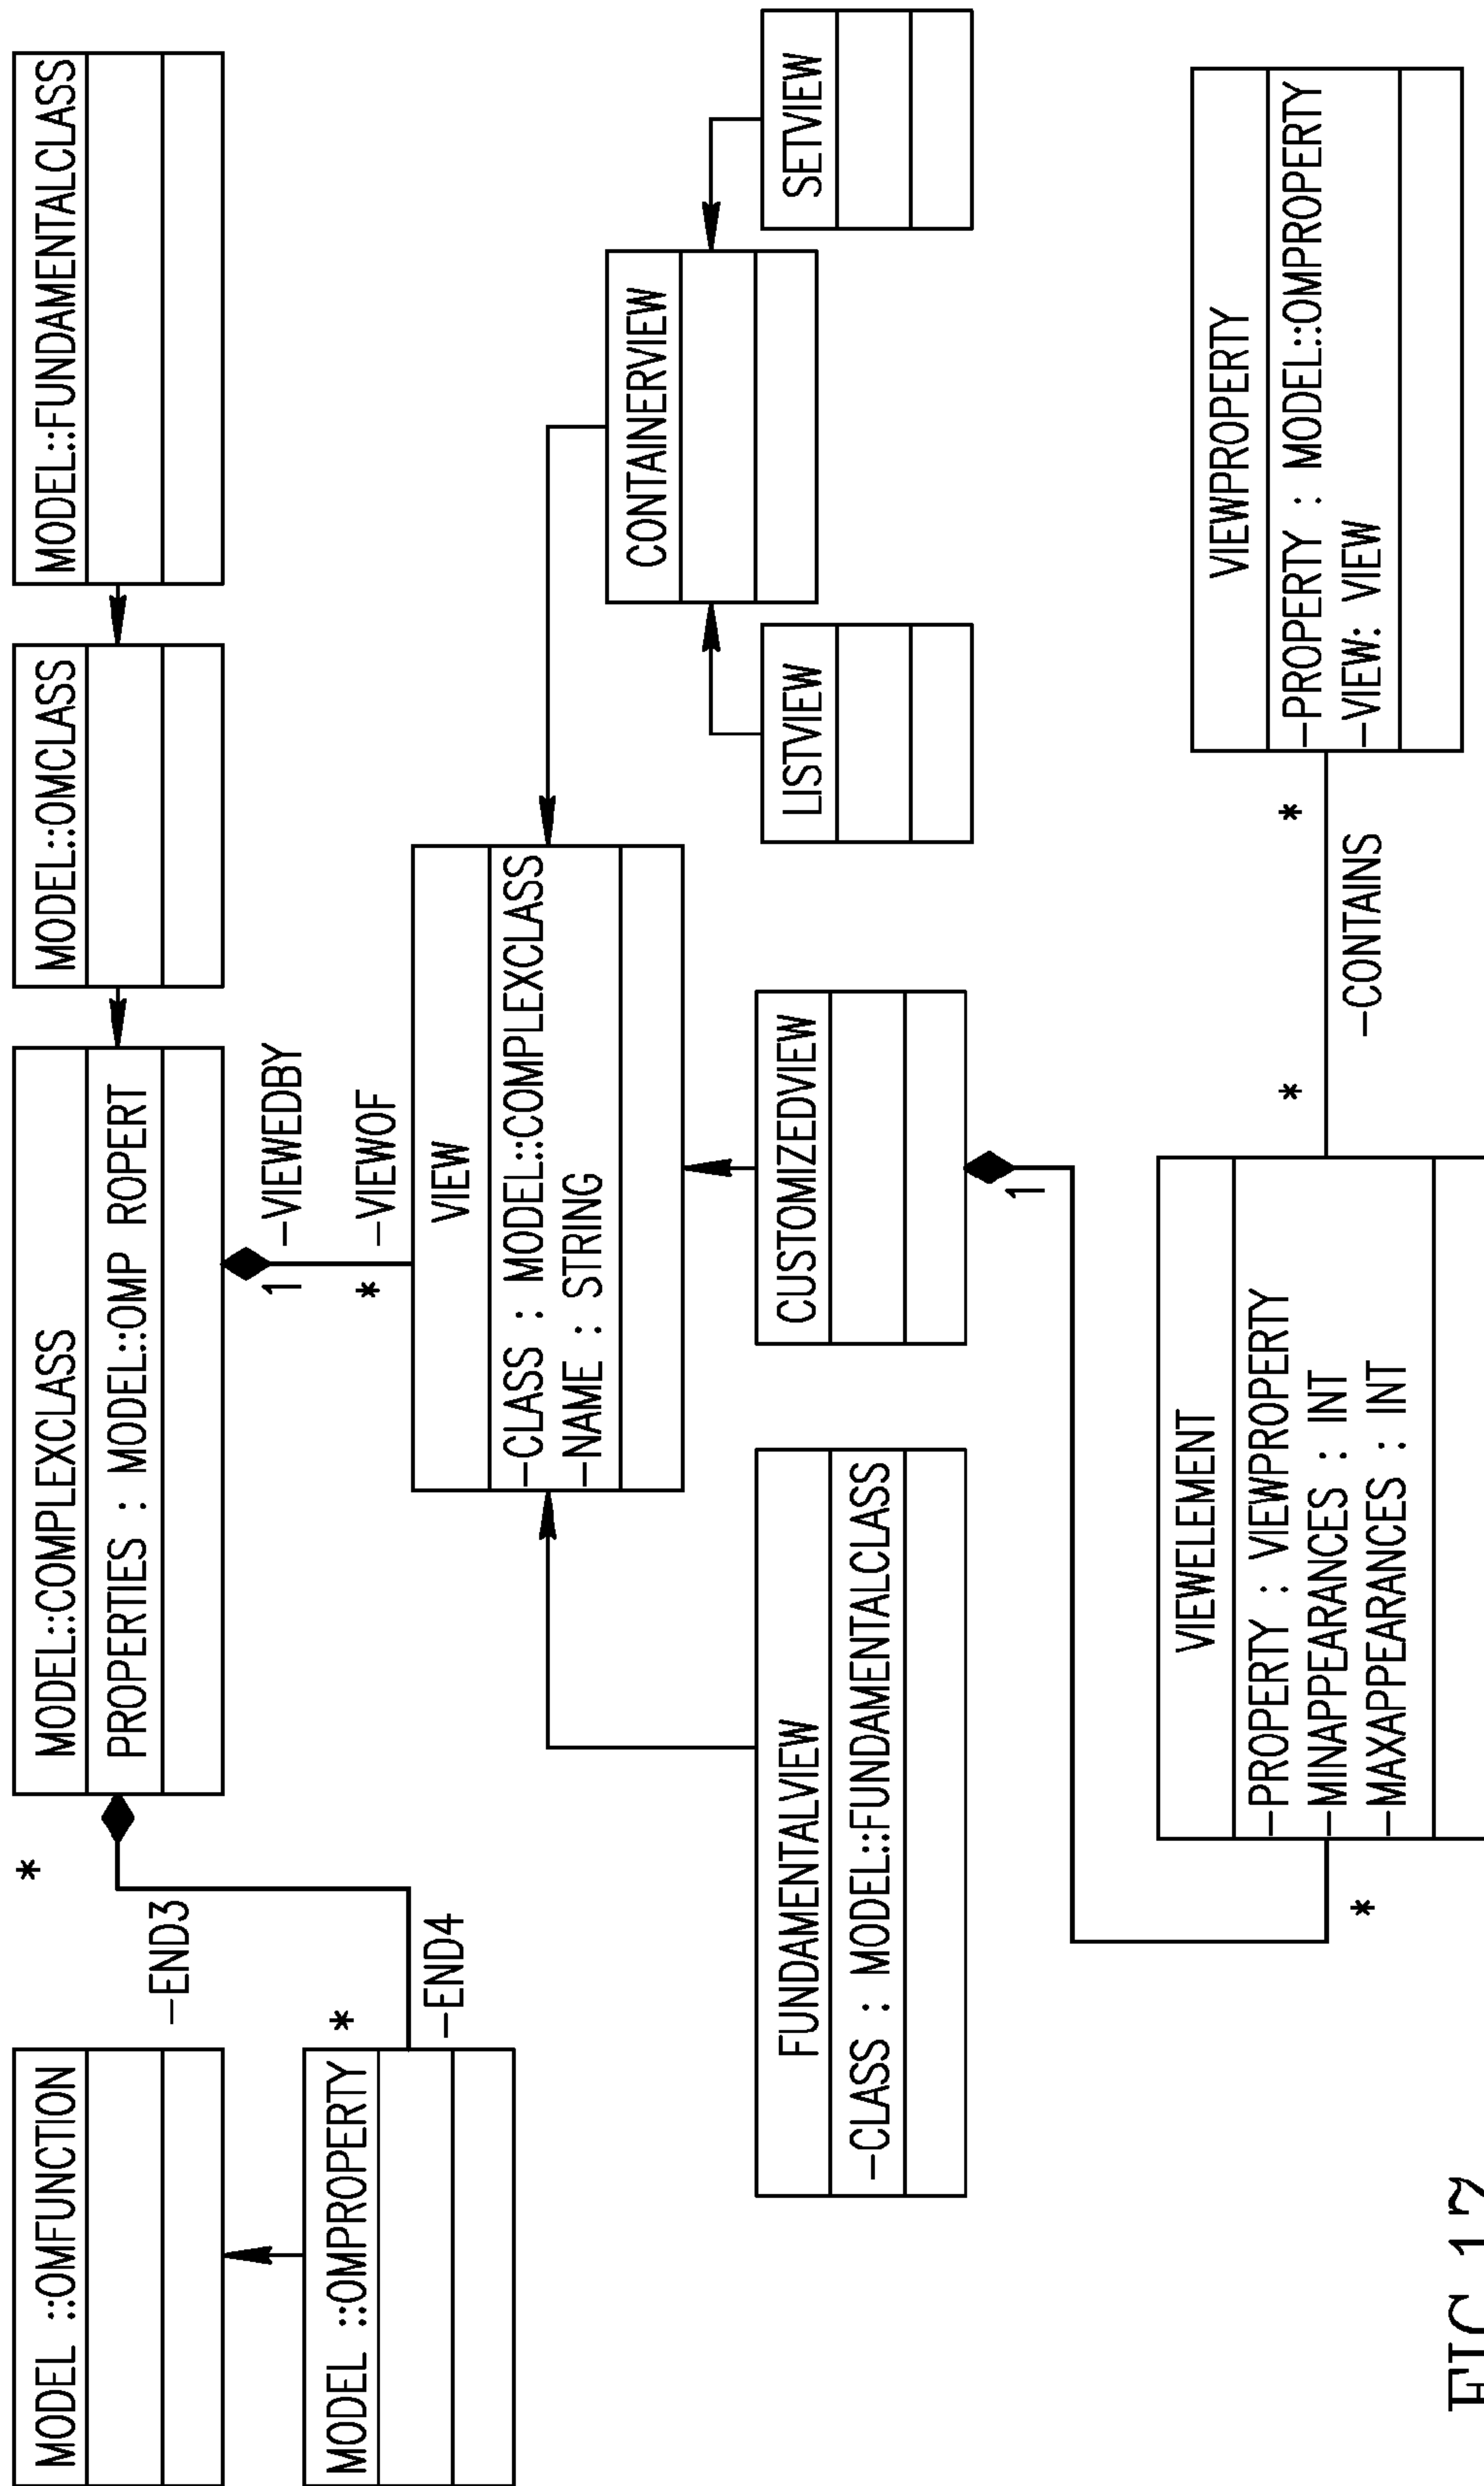 MODEL ::OMFUNCTION
MODEL::COMPLEXCLASS
PROPERTIES : MODEL::OMP ROPERT
MODEL::OMCLASS
MODEL::FUNDAMENTALCLASS
*
-END3
MODEL ::OMPROPERTY
*
-END4
1
-VIEWEDBY
*
-VIEWOF
VIEW
-CLASS : MODEL::COMPLEXCLASS
-NAME : STRING
CONTAINERVIEW
FUNDAMENTALVIEW
-CLASS : MODEL::FUNDAMENTALCLASS
CUSTOMIZEDVIEW
LISTVIEW
SETVIEW
1
VIEWELEMENT
-PROPERTY : VIEWPROPERTY
-MINAPPEARANCES : INT
-MAXAPPEARANCES : INT
*
*
*
-CONTAINS
VIEWPROPERTY
-PROPERTY : MODEL::OMPROPERTY
-VIEW: VIEW
FIG.17